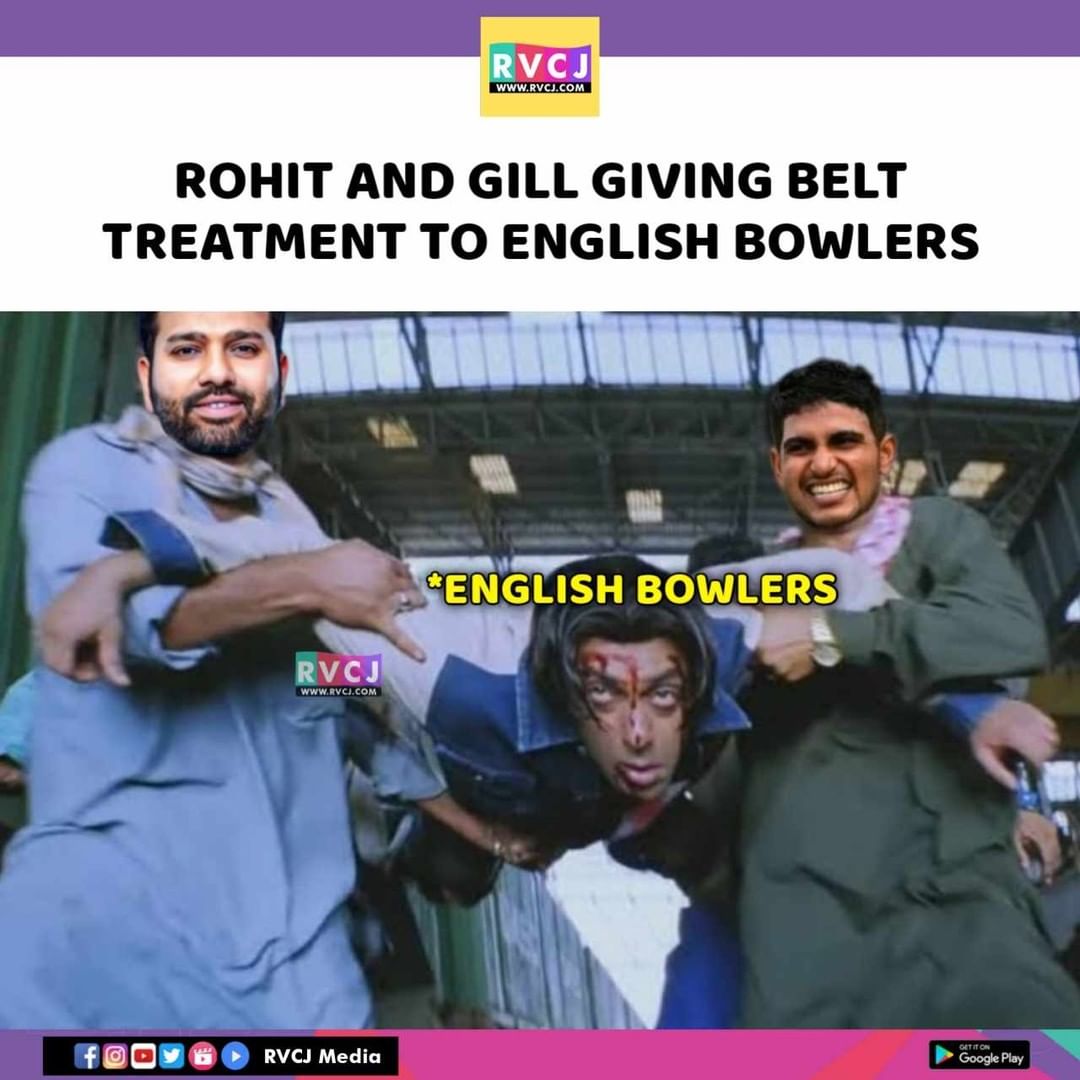 RVCJ
WWW.RVCJ.COM
ROHIT AND GILL GIVING BELT
TREATMENT TO ENGLISH BOWLERS
*ENGLISH BOWLERS
RVCJ
WWW.RVCJ.COM
RVCJ Media
GET IT ON
Google Play